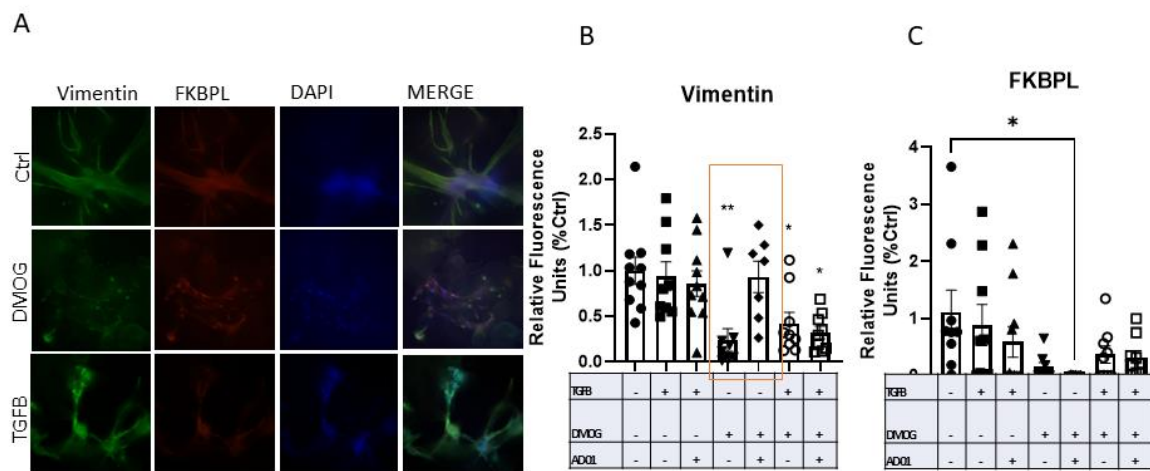 A
Vimentin FKBPL DAPI MERGE
Ctrl
DMOG
TGFB
B
Vimentin
Relative Fluorescence
Units (%Ctrl)
2.5
2.0
1.5
1.0
0.5
0.0
**
*
*
TGFB - + + - - + +
DMOG - - - + + + +
AD01 - - + - + - +
C
FKBPL
*
Relative Fluorescence
Units (%Ctrl)
4
3
2
1
0
TGFB - + + - - + +
DMOG - - - + + + +
AD01 - - + - + - +